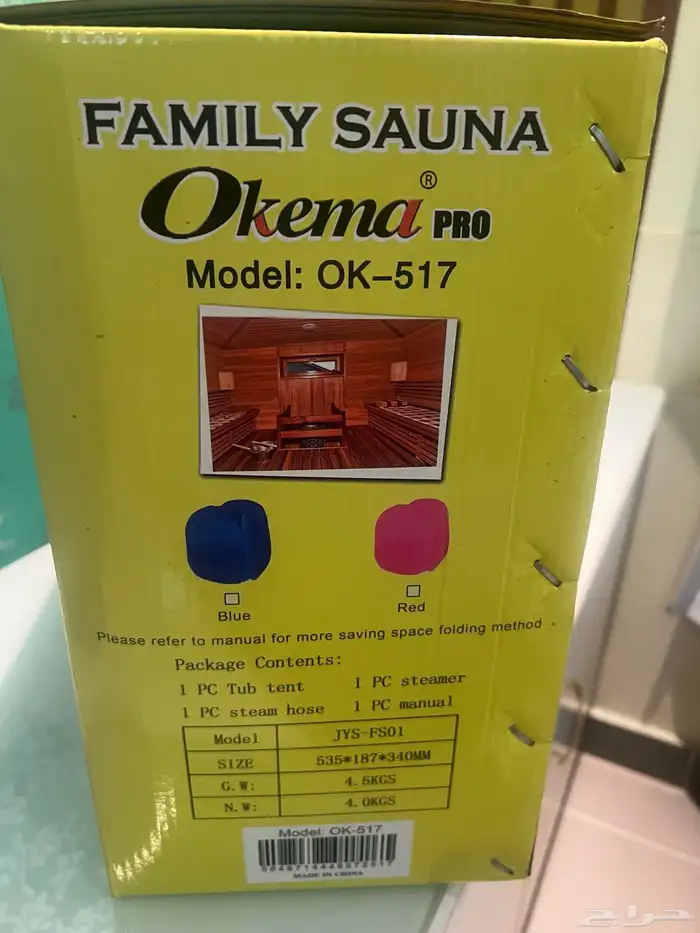 FAMILY SAUNA
Okema® PRO
Model: OK-517
Blue
Red
Please refer to manual for more saving space folding method
Package Contents:
1 PC Tub tent 1 PC steamer
1 PC steam hose 1 PC manual
Model JYS-FS01
SIZE 535*187*340MM
G.W: 4.5KGS
N.W: 4.0KGS
Model: OK-517
MADE IN CHINA
حراج